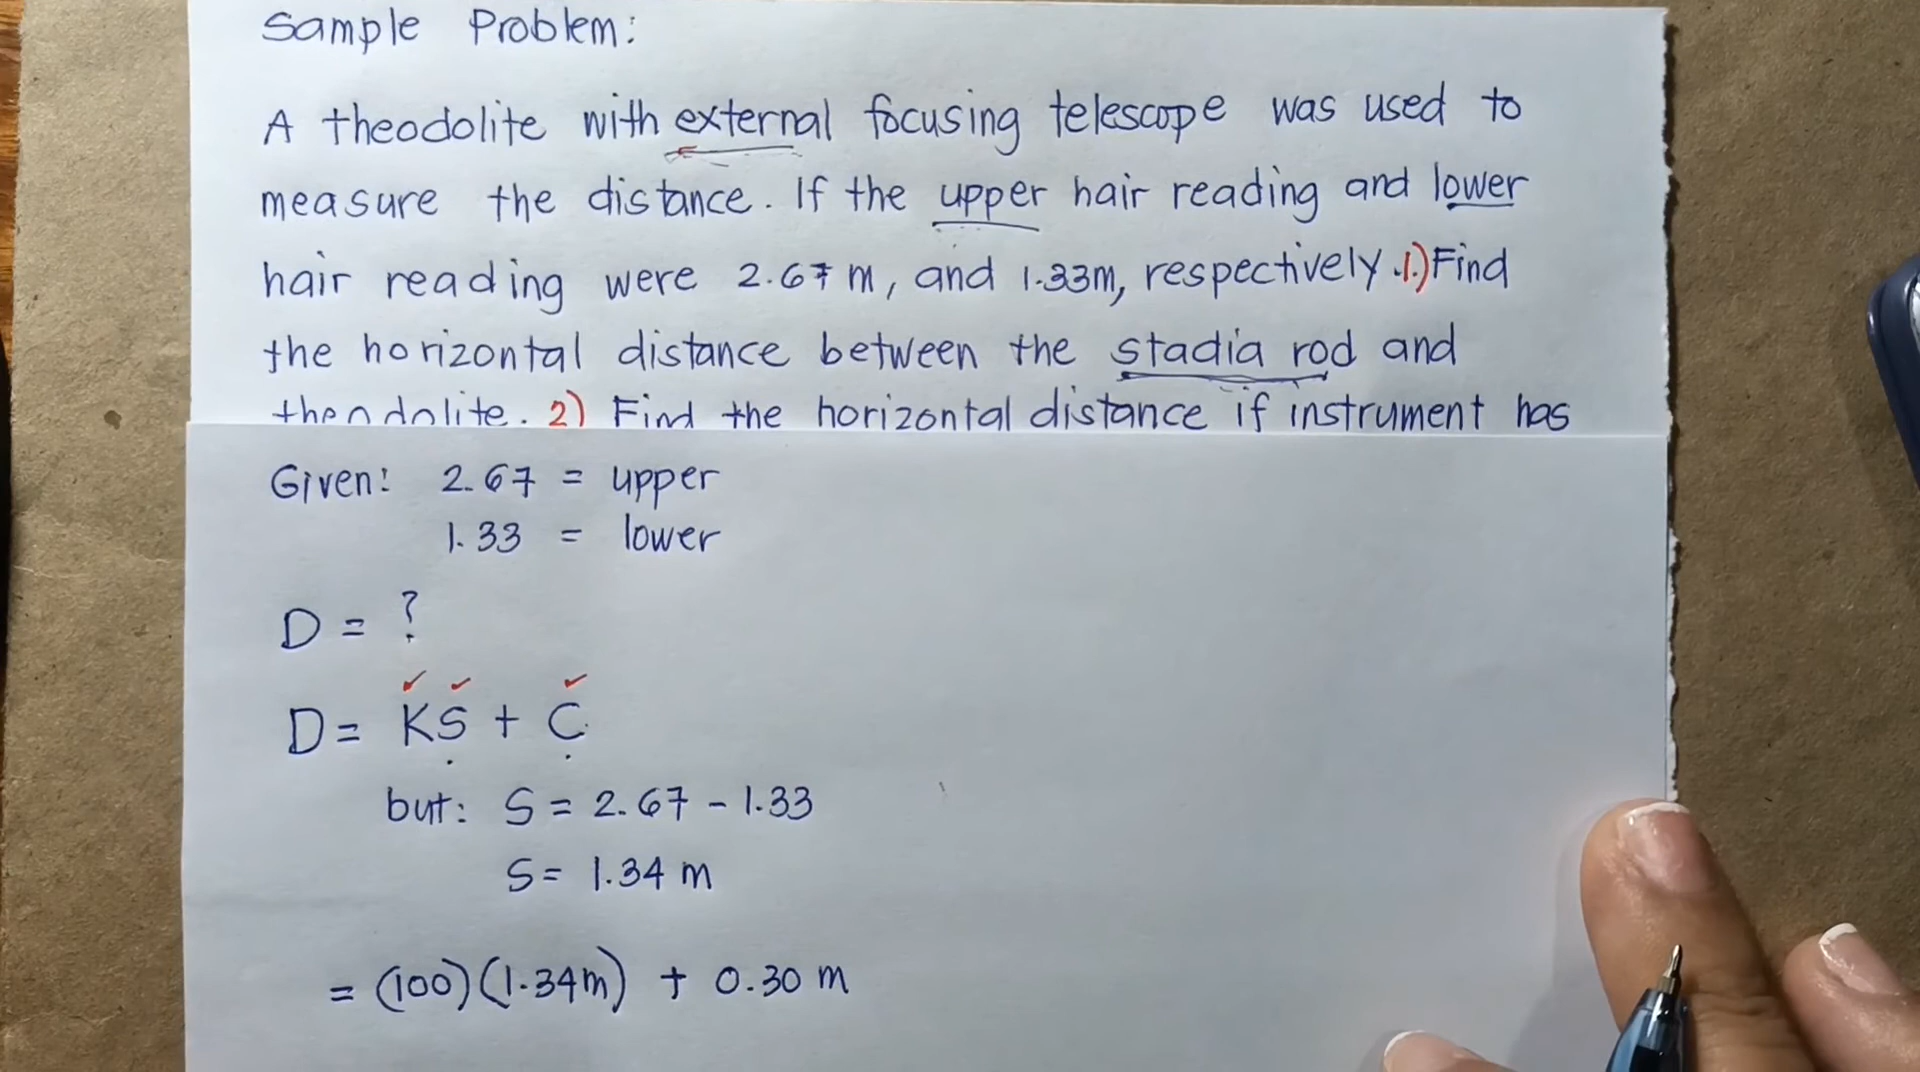 Sample Problem:
A theodolite with external focusing telescope was used to
measure the distance. If the upper hair reading and lower
hair reading were 2.67 m, and 1.33m, respectively. 1.) Find
the horizontal distance between the stadia rod and
theodolite. 2) Find the horizontal distance if instrument has
Given: 2.67 = upper
1.33 = lower
D = ?
D = KS + C
but: S = 2.67 - 1.33
S = 1.34 m
= (100)(1.34m) + 0.30 m